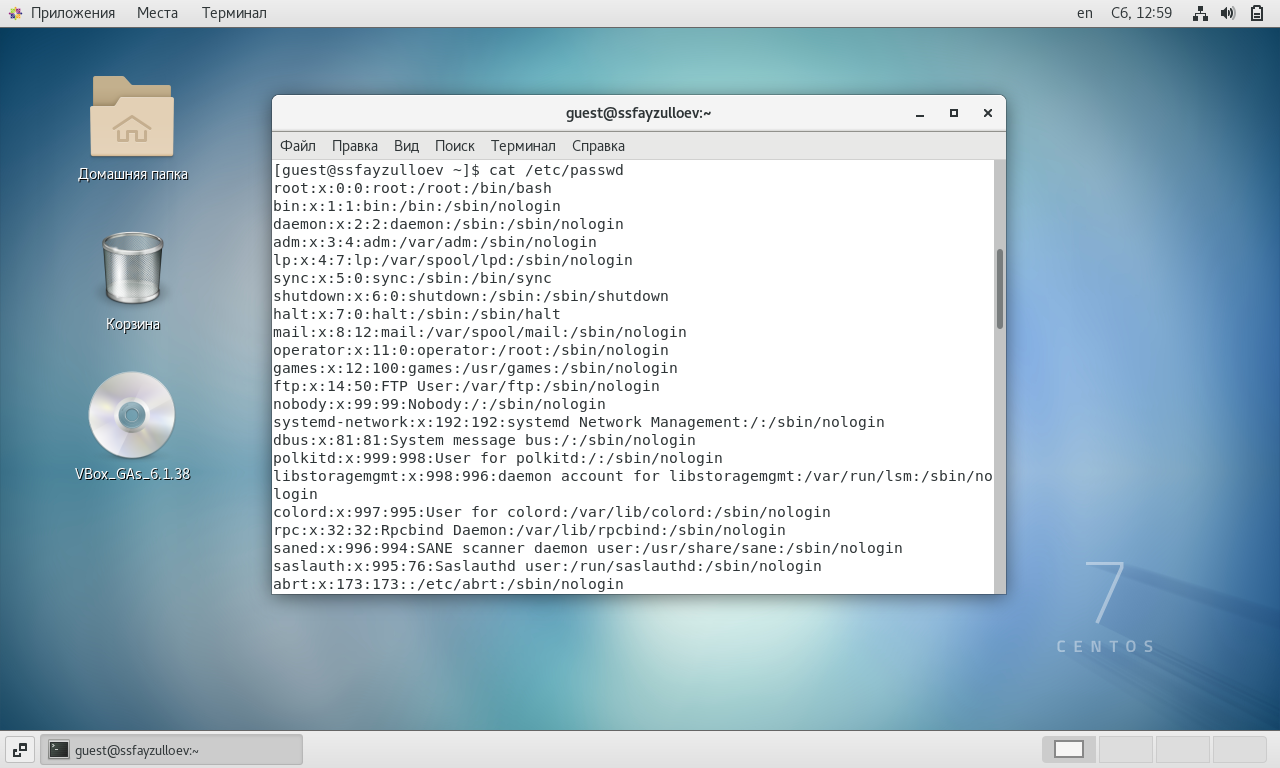 Приложения Места Терминал en Сб, 12:59
Домашняя папка
Корзина
VBox_GAs_6.1.38
guest@ssfayzulloev:~
Файл Правка Вид Поиск Терминал Справка
[guest@ssfayzulloev ~]$ cat /etc/passwd
root:x:0:0:root:/root:/bin/bash
bin:x:1:1:bin:/bin:/sbin/nologin
daemon:x:2:2:daemon:/sbin:/sbin/nologin
adm:x:3:4:adm:/var/adm:/sbin/nologin
lp:x:4:7:lp:/var/spool/lpd:/sbin/nologin
sync:x:5:0:sync:/sbin:/bin/sync
shutdown:x:6:0:shutdown:/sbin:/sbin/shutdown
halt:x:7:0:halt:/sbin:/sbin/halt
mail:x:8:12:mail:/var/spool/mail:/sbin/nologin
operator:x:11:0:operator:/root:/sbin/nologin
games:x:12:100:games:/usr/games:/sbin/nologin
ftp:x:14:50:FTP User:/var/ftp:/sbin/nologin
nobody:x:99:99:Nobody:/:/sbin/nologin
systemd-network:x:192:192:systemd Network Management:/:/sbin/nologin
dbus:x:81:81:System message bus:/:/sbin/nologin
polkitd:x:999:998:User for polkitd:/:/sbin/nologin
libstoragemgmt:x:998:996:daemon account for libstoragemgmt:/var/run/lsm:/sbin/no
login
colord:x:997:995:User for colord:/var/lib/colord:/sbin/nologin
rpc:x:32:32:Rpcbind Daemon:/var/lib/rpcbind:/sbin/nologin
saned:x:996:994:SANE scanner daemon user:/usr/share/sane:/sbin/nologin
saslauth:x:995:76:Saslauthd user:/run/saslauthd:/sbin/nologin
abrt:x:173:173::/etc/abrt:/sbin/nologin
7
CENTOS
guest@ssfayzulloev:~